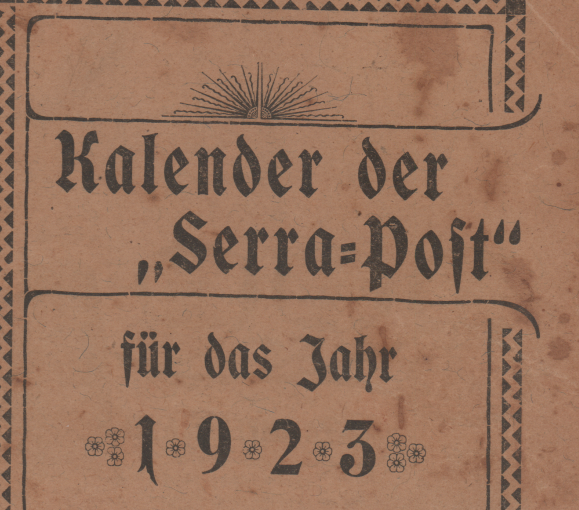 Kalender der
„Serra=Poſt“
für das Jahr
1923